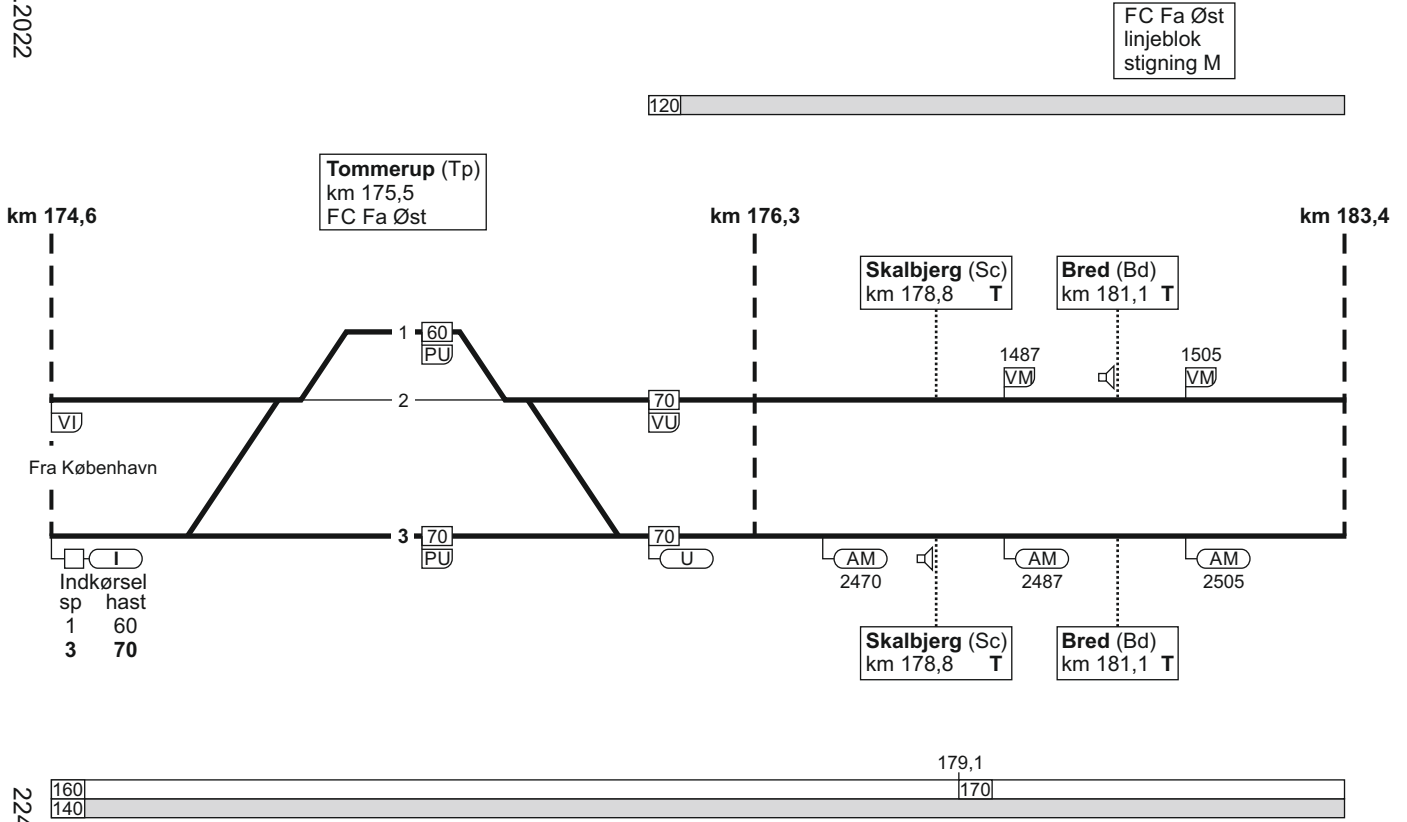 .2022
FC Fa Øst
linjeblok
stigning M
120
Tommerup (Tp)
km 175,5
FC Fa Øst
km 174,6
km 176,3
km 183,4
Skalbjerg (Sc)
km 178,8 T
Bred (Bd)
km 181,1 T
1 60
PU
1487
VM
1505
VM
2
70
VI
VU
Fra København
3 70
PU
70
I
U
AM
2470
AM
2487
AM
2505
Indkørsel
sp hast
1 60
3 70
Skalbjerg (Sc)
km 178,8 T
Bred (Bd)
km 181,1 T
179,1
160
170
140
224